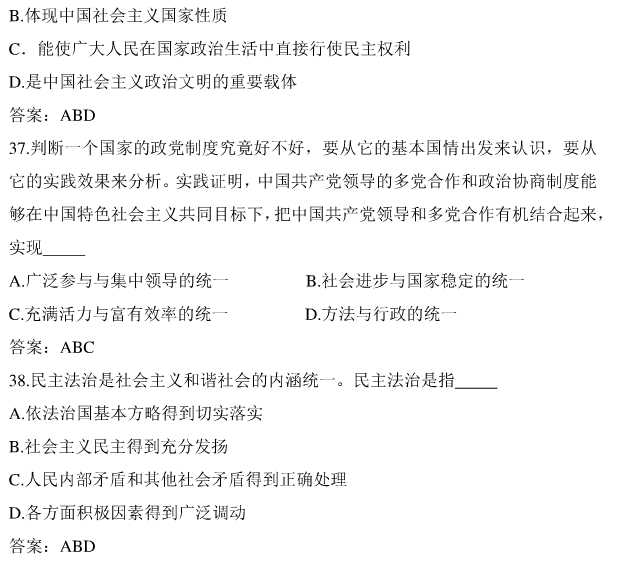 B.体现中国社会主义国家性质
C．能使广大人民在国家政治生活中直接行使民主权利
D.是中国社会主义政治文明的重要载体
答案：ABD
37.判断一个国家的政党制度究竟好不好，要从它的基本国情出发来认识，要从
它的实践效果来分析。实践证明，中国共产党领导的多党合作和政治协商制度能
够在中国特色社会主义共同目标下，把中国共产党领导和多党合作有机结合起来，
实现_____
A.广泛参与与集中领导的统一 B.社会进步与国家稳定的统一
C.充满活力与富有效率的统一 D.方法与行政的统一
答案：ABC
38.民主法治是社会主义和谐社会的内涵统一。民主法治是指_____
A.依法治国基本方略得到切实落实
B.社会主义民主得到充分发扬
C.人民内部矛盾和其他社会矛盾得到正确处理
D.各方面积极因素得到广泛调动
答案：ABD